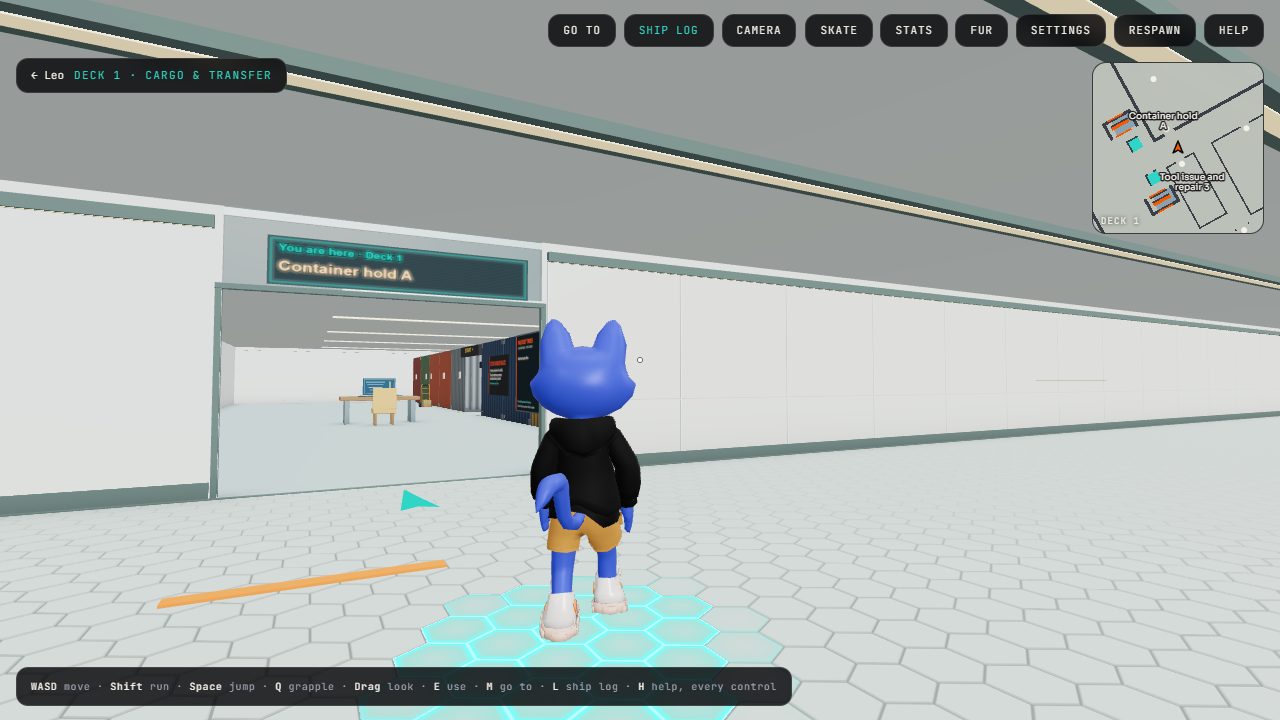 GO TO
SHIP LOG
CAMERA
SKATE
STATS
FUR
SETTINGS
RESPAWN
HELP
← Leo DECK 1 · CARGO & TRANSFER
Container hold
A
Tool issue and
repair 3
DECK 1
You are here · Deck 1
Container hold A
WASD move · Shift run · Space jump · Q grapple · Drag look · E use · M go to · L ship log · H help, every control